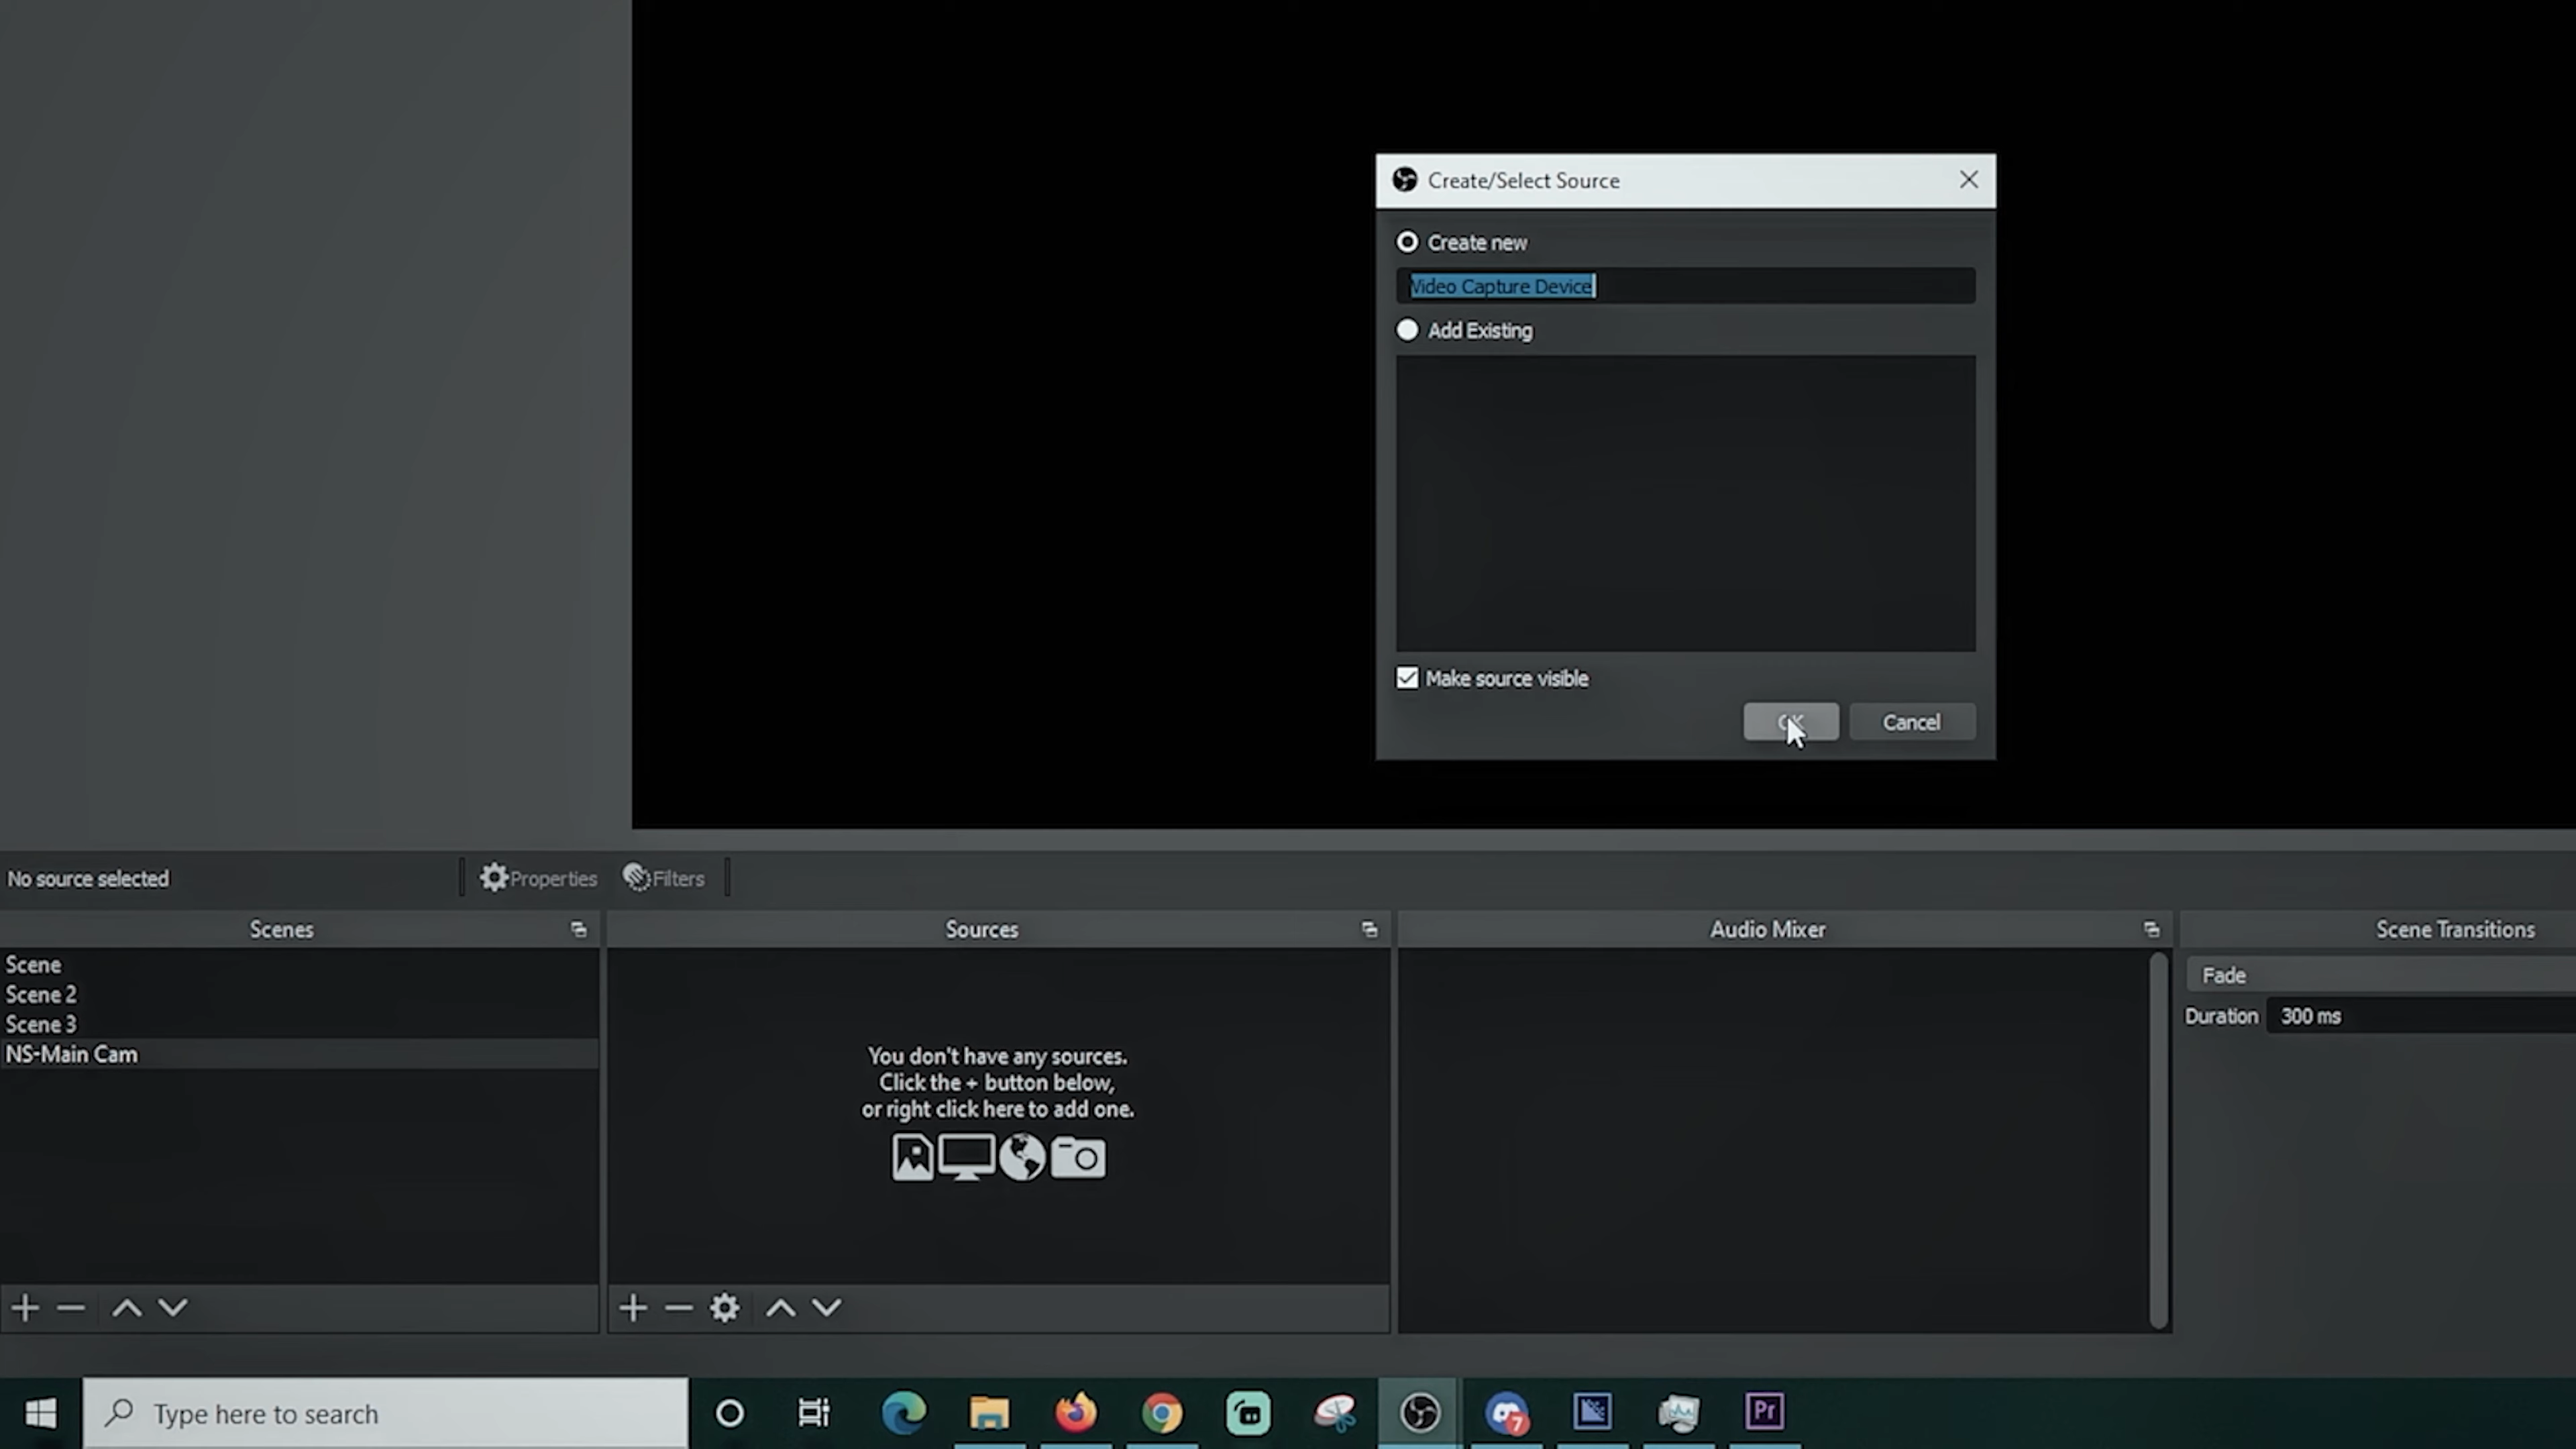 Create/Select Source
Create new
Video Capture Device
Add Existing
Make source visible
OK
Cancel
No source selected
Properties
Filters
Scenes
Sources
Audio Mixer
Scene Transitions
Scene
Scene 2
Scene 3
NS-Main Cam
You don't have any sources.
Click the + button below,
or right click here to add one.
Fade
Duration 300 ms
Type here to search
7
Pr